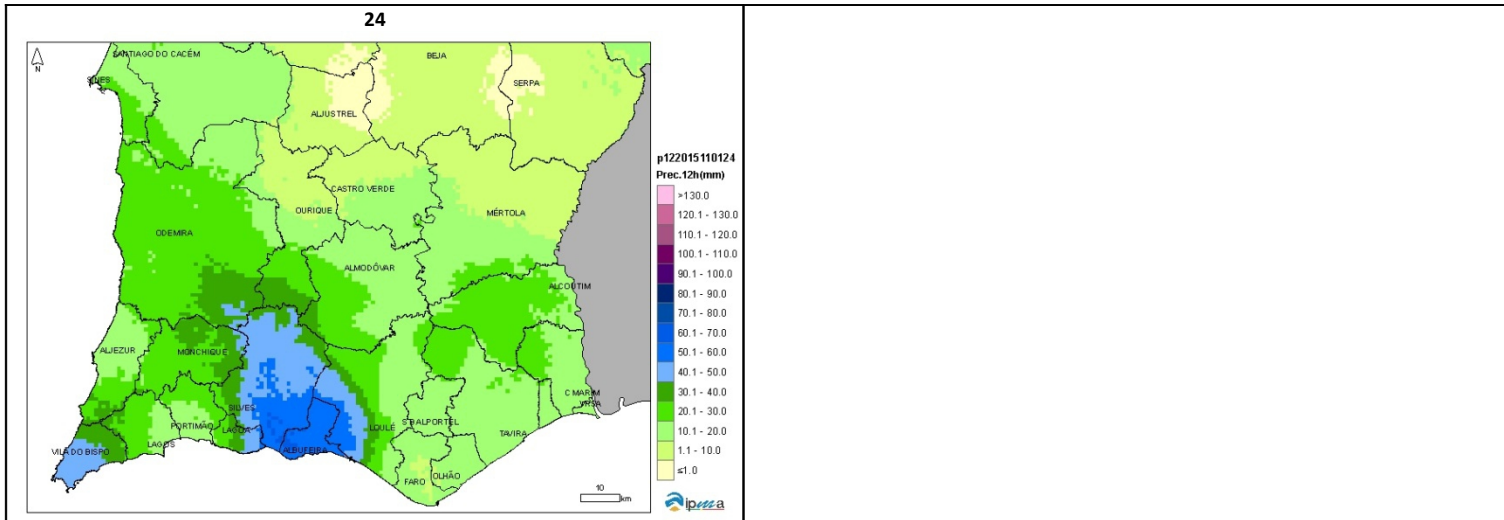 24
N
SANTIAGO DO CACÉM
BEJA
SINES
SERPA
ALJUSTREL
p122015110124
Prec.12h(mm)
CASTRO VERDE
>130.0
OURIQUE
MÉRTOLA
120.1 - 130.0
110.1 - 120.0
ODEMIRA
100.1 - 110.0
90.1 - 100.0
ALMODÔVAR
80.1 - 90.0
ALCOUTIM
70.1 - 80.0
60.1 - 70.0
50.1 - 60.0
ALJEZUR
MONCHIQUE
40.1 - 50.0
30.1 - 40.0
C MARIM
VRSA
SILVES
20.1 - 30.0
S B ALPORTEL
PORTIMÃO
LAGOA
LOULÉ
TAVIRA
10.1 - 20.0
LAGOS
VILA DO BISPO
ALBUFEIRA
1.1 - 10.0
≤1.0
FARO
OLHÃO
10
km
ipma